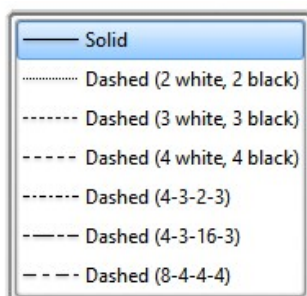 Solid
Dashed (2 white, 2 black)
Dashed (3 white, 3 black)
Dashed (4 white, 4 black)
Dashed (4-3-2-3)
Dashed (4-3-16-3)
Dashed (8-4-4-4)